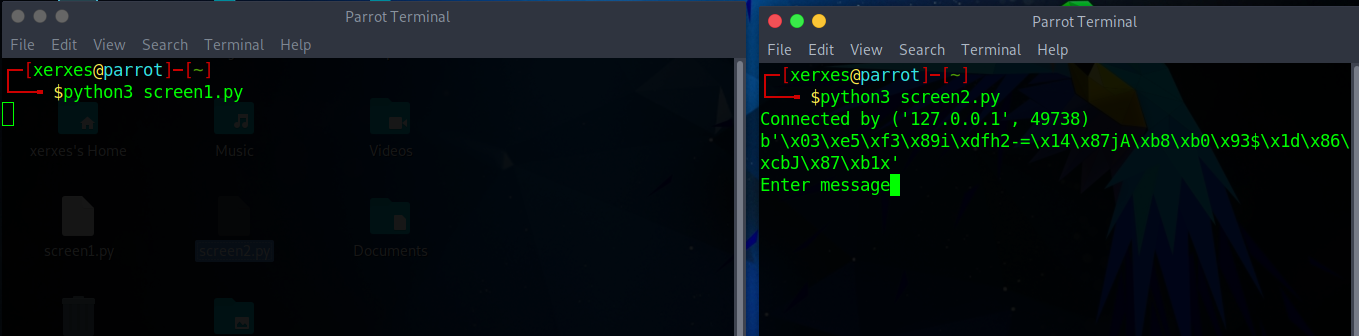 Parrot Terminal
File Edit View Search Terminal Help
[xerxes@parrot]─[~]
$python3 screen1.py
xerxes's Home
Music
Videos
screen1.py
screen2.py
Documents
Parrot Terminal
File Edit View Search Terminal Help
[xerxes@parrot]─[~]
$python3 screen2.py
Connected by ('127.0.0.1', 49738)
b'\x03\xe5\xf3\x89i\xdfh2-=\x14\x87jA\xb8\xb0\x93$\x1d\x86\
xcbJ\x87\xb1x'
Enter message